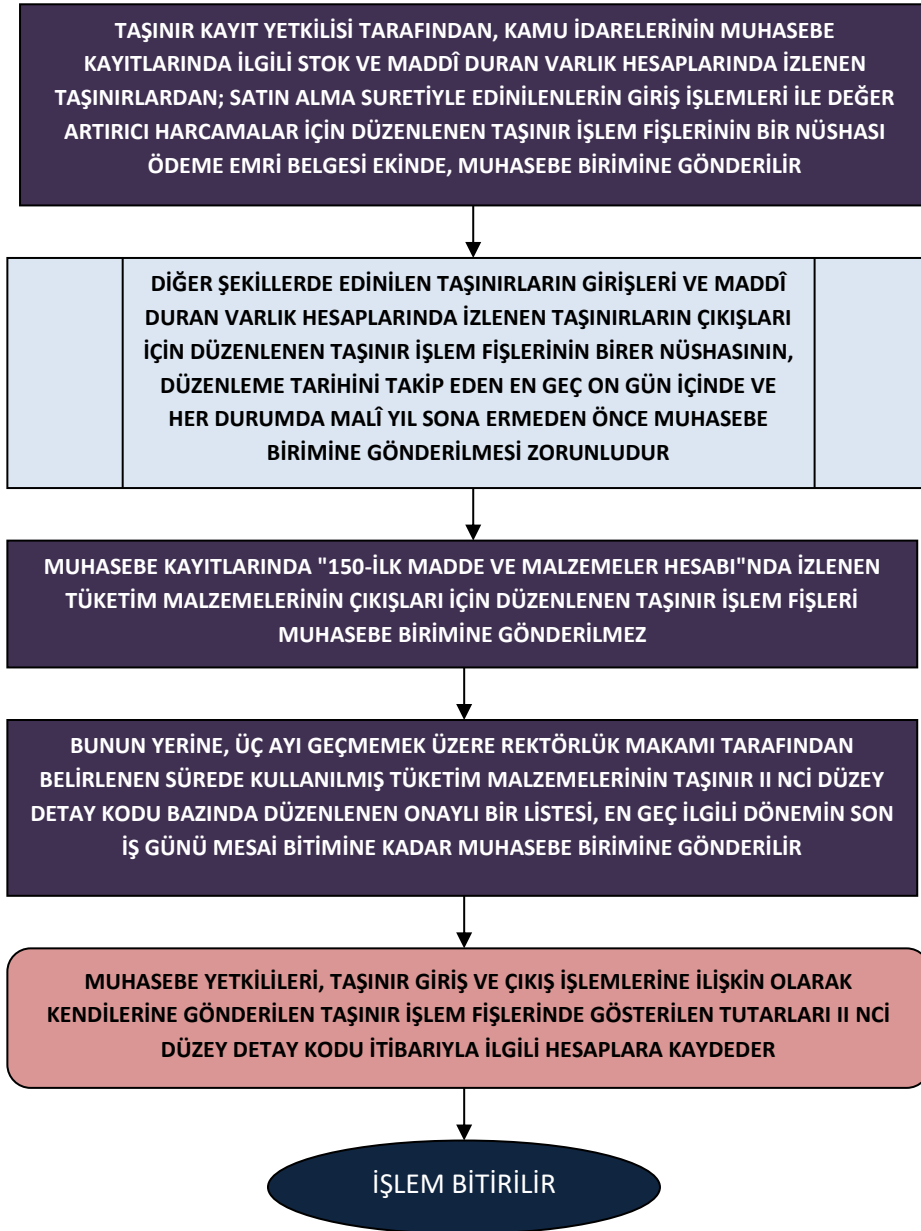 TAŞINIR KAYIT YETKİLİSİ TARAFINDAN, KAMU İDARELERİNİN MUHASEBE
KAYITLARINDA İLGİLİ STOK VE MADDÎ DURAN VARLIK HESAPLARINDA İZLENEN
TAŞINIRLARDAN; SATIN ALMA SURETİYLE EDİNİLENLERİN GİRİŞ İŞLEMLERİ İLE DEĞER
ARTIRICI HARCAMALAR İÇİN DÜZENLENEN TAŞINIR İŞLEM FİŞLERİNİN BİR NÜSHASI
ÖDEME EMRİ BELGESİ EKİNDE, MUHASEBE BİRİMİNE GÖNDERİLİR
DİĞER ŞEKİLLERDE EDİNİLEN TAŞINIRLARIN GİRİŞLERİ VE MADDÎ
DURAN VARLIK HESAPLARINDA İZLENEN TAŞINIRLARIN ÇIKIŞLARI
İÇİN DÜZENLENEN TAŞINIR İŞLEM FİŞLERİNİN BİRER NÜSHASININ,
DÜZENLEME TARİHİNİ TAKİP EDEN EN GEÇ ON GÜN İÇİNDE VE
HER DURUMDA MALÎ YIL SONA ERMEDEN ÖNCE MUHASEBE
BİRİMİNE GÖNDERİLMESİ ZORUNLUDUR
MUHASEBE KAYITLARINDA "150-İLK MADDE VE MALZEMELER HESABI"NDA İZLENEN
TÜKETİM MALZEMELERİNİN ÇIKIŞLARI İÇİN DÜZENLENEN TAŞINIR İŞLEM FİŞLERİ
MUHASEBE BİRİMİNE GÖNDERİLMEZ
BUNUN YERİNE, ÜÇ AYI GEÇMEMEK ÜZERE REKTÖRLÜK MAKAMI TARAFINDAN
BELİRLENEN SÜREDE KULLANILMIŞ TÜKETİM MALZEMELERİNİN TAŞINIR II NCİ DÜZEY
DETAY KODU BAZINDA DÜZENLENEN ONAYLI BİR LİSTESİ, EN GEÇ İLGİLİ DÖNEMİN SON
İŞ GÜNÜ MESAİ BİTİMİNE KADAR MUHASEBE BİRİMİNE GÖNDERİLİR
MUHASEBE YETKİLİLERİ, TAŞINIR GİRİŞ VE ÇIKIŞ İŞLEMLERİNE İLİŞKİN OLARAK
KENDİLERİNE GÖNDERİLEN TAŞINIR İŞLEM FİŞLERİNDE GÖSTERİLEN TUTARLARI II NCİ
DÜZEY DETAY KODU İTİBARIYLA İLGİLİ HESAPLARA KAYDEDER
İŞLEM BİTİRİLİR